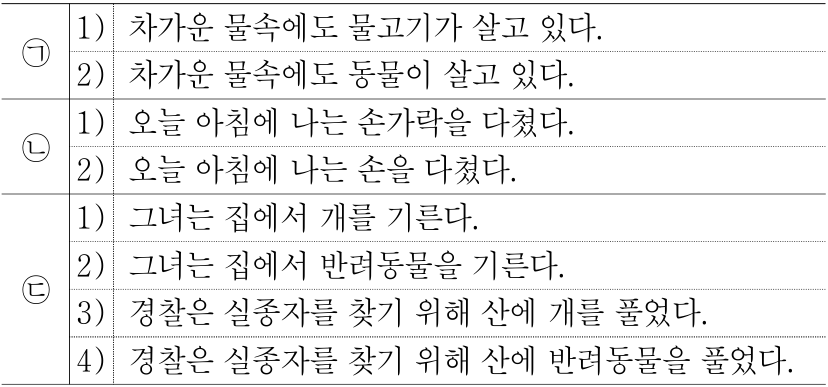 ㉠ 1) 차가운 물속에도 물고기가 살고 있다.
2) 차가운 물속에도 동물이 살고 있다.
㉡ 1) 오늘 아침에 나는 손가락을 다쳤다.
2) 오늘 아침에 나는 손을 다쳤다.
㉢ 1) 그녀는 집에서 개를 기른다.
2) 그녀는 집에서 반려동물을 기른다.
3) 경찰은 실종자를 찾기 위해 산에 개를 풀었다.
4) 경찰은 실종자를 찾기 위해 산에 반려동물을 풀었다.